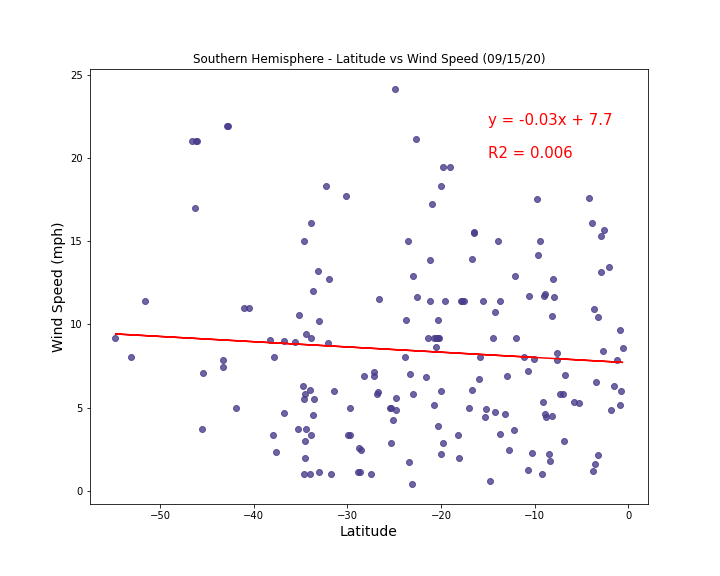 Southern Hemisphere - Latitude vs Wind Speed (09/15/20)
25
20
15
10
5
0
Wind Speed (mph)
y = -0.03x + 7.7
R2 = 0.006
−50 −40 −30 −20 −10 0
Latitude